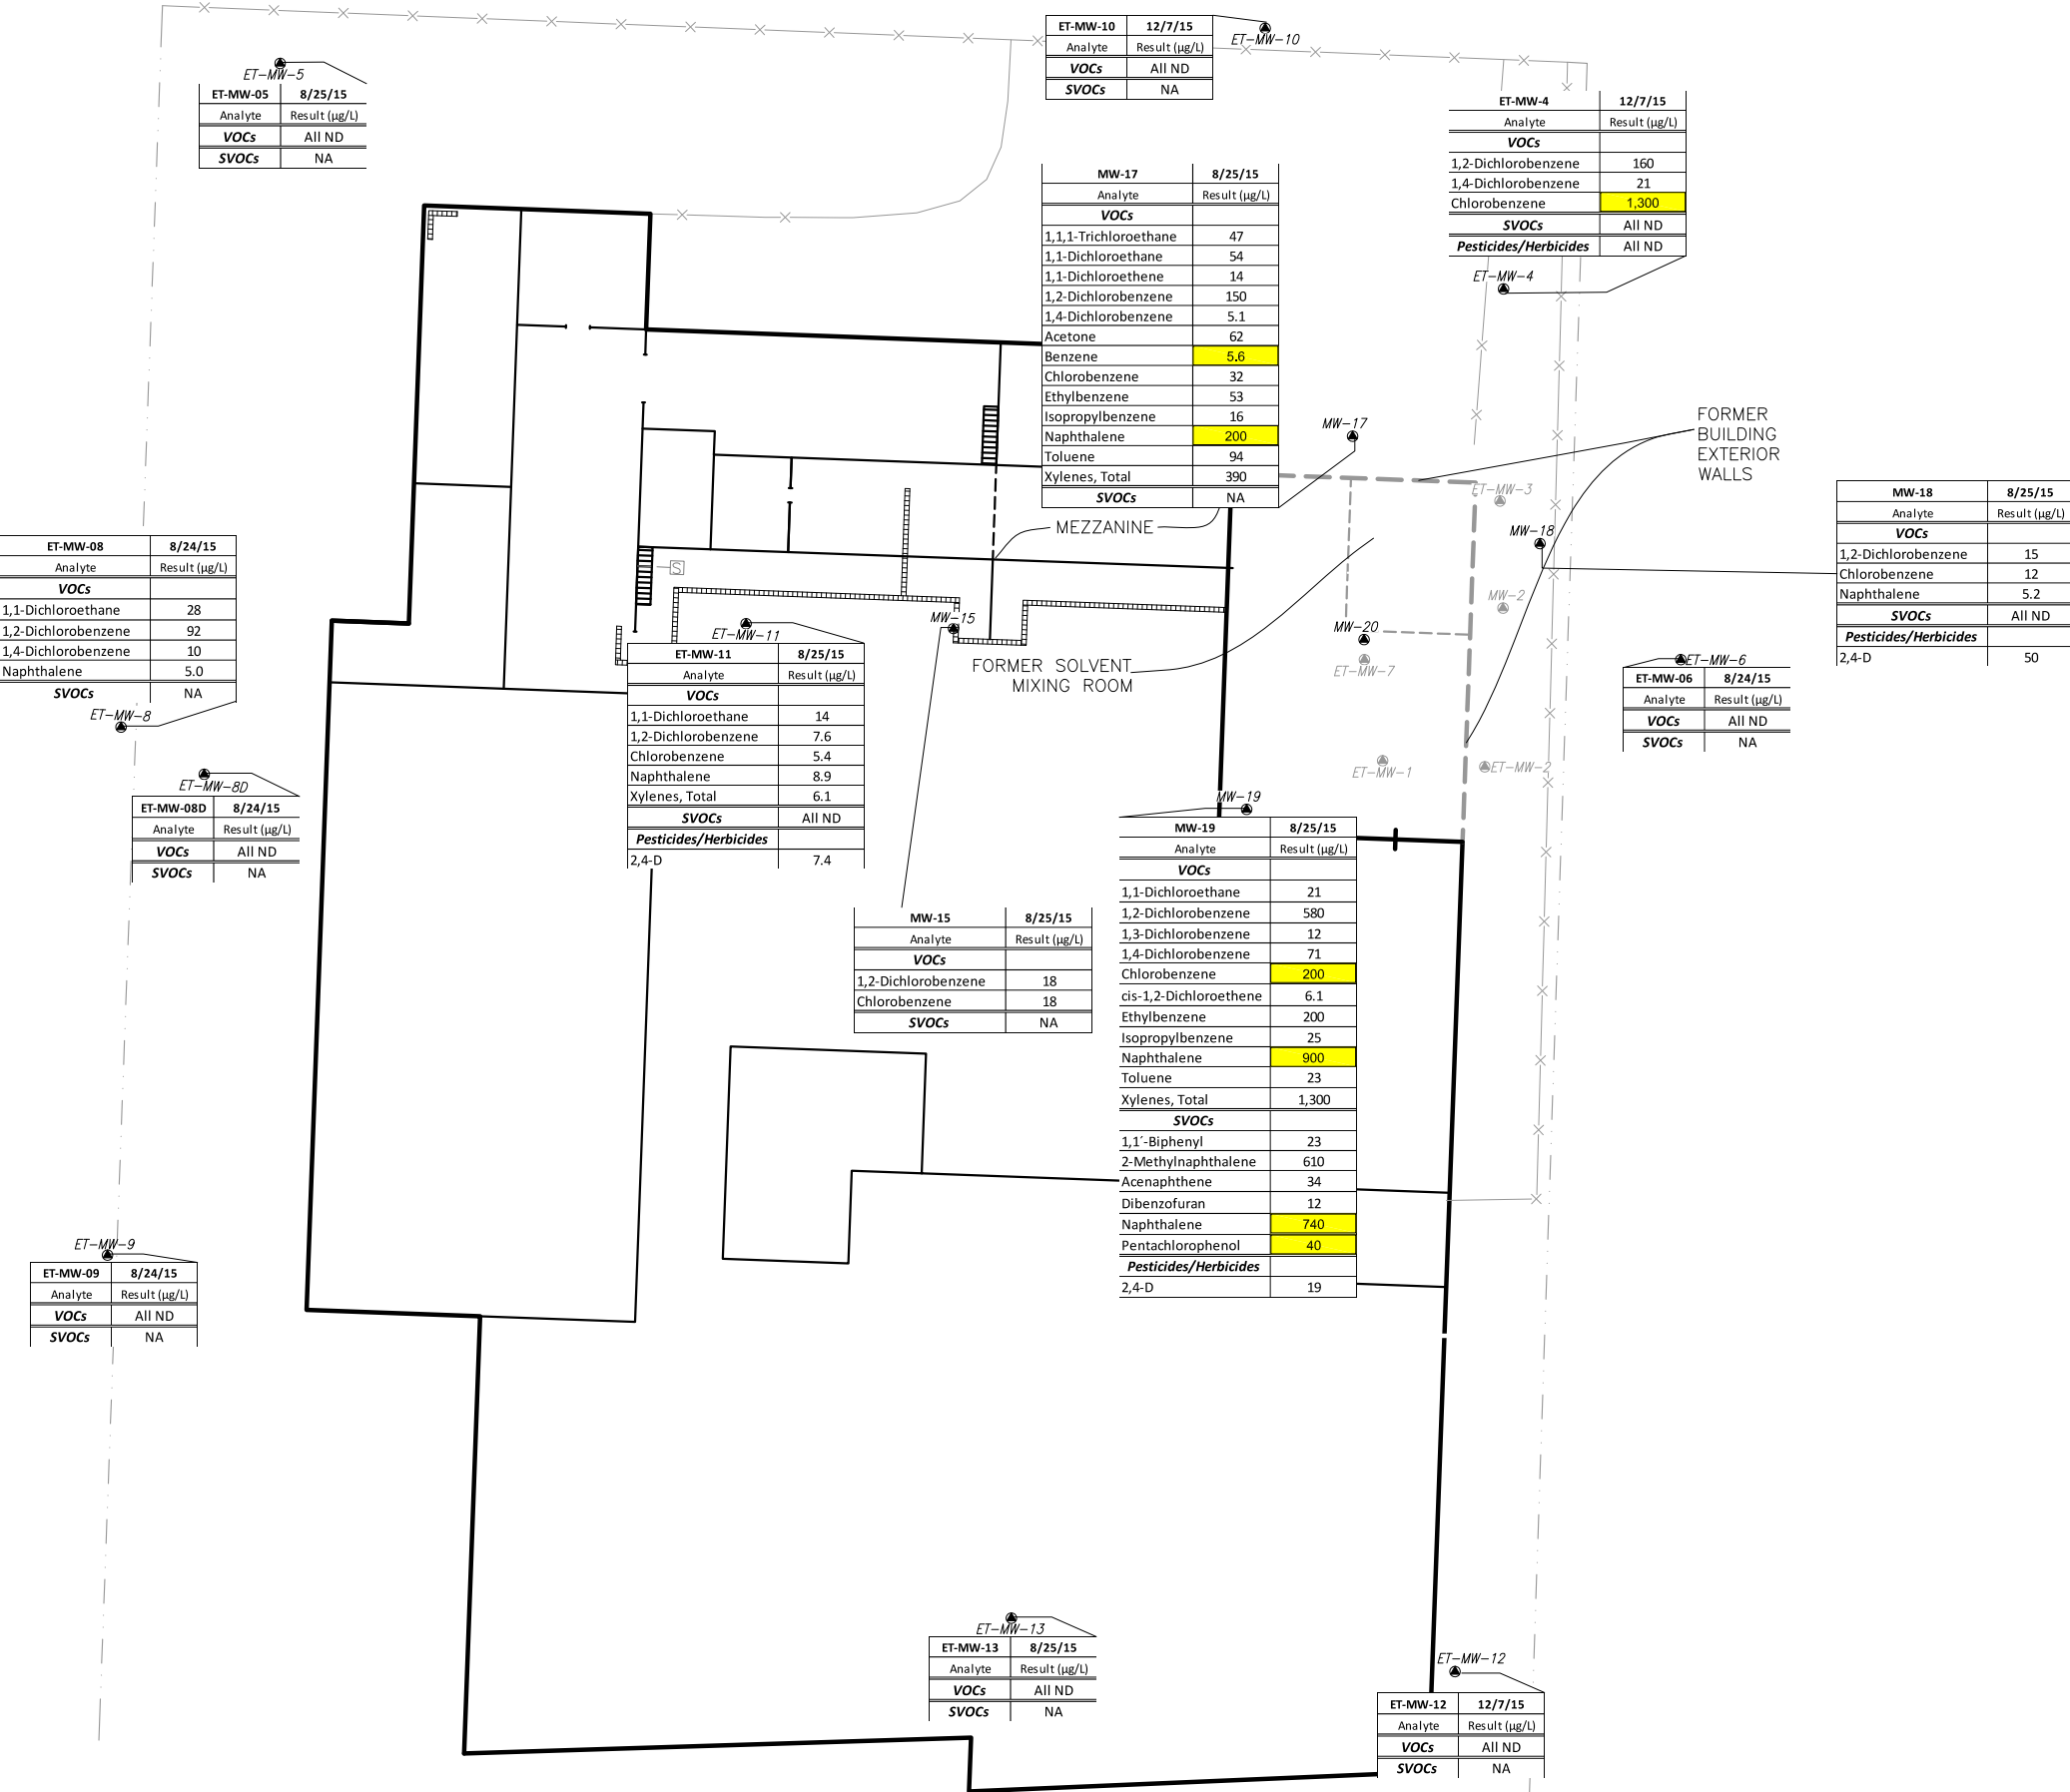 ET-MW-10 12/7/15
Analyte Result (µg/L)
VOCs All ND
SVOCs NA
ET-MW-10
ET-MW-5
ET-MW-05 8/25/15
Analyte Result (µg/L)
VOCs All ND
SVOCs NA
ET-MW-4 12/7/15
Analyte Result (µg/L)
VOCs
1,2-Dichlorobenzene 160
1,4-Dichlorobenzene 21
Chlorobenzene 1,300
SVOCs All ND
Pesticides/Herbicides All ND
ET-MW-4
MW-17 8/25/15
Analyte Result (µg/L)
VOCs
1,1,1-Trichloroethane 47
1,1-Dichloroethane 54
1,1-Dichloroethene 14
1,2-Dichlorobenzene 150
1,4-Dichlorobenzene 5.1
Acetone 62
Benzene 5.6
Chlorobenzene 32
Ethylbenzene 53
Isopropylbenzene 16
Naphthalene 200
Toluene 94
Xylenes, Total 390
SVOCs NA
MW-17
FORMER
BUILDING
EXTERIOR
WALLS
ET-MW-3
MW-18
MW-18 8/25/15
Analyte Result (µg/L)
VOCs
1,2-Dichlorobenzene 15
Chlorobenzene 12
Naphthalene 5.2
SVOCs All ND
Pesticides/Herbicides
2,4-D 50
MEZZANINE
ET-MW-08 8/24/15
Analyte Result (µg/L)
VOCs
1,1-Dichloroethane 28
1,2-Dichlorobenzene 92
1,4-Dichlorobenzene 10
Naphthalene 5.0
SVOCs NA
ET-MW-8
S
MW-2
MW-15
MW-20
ET-MW-7
FORMER SOLVENT
MIXING ROOM
ET-MW-6
ET-MW-06 8/24/15
Analyte Result (µg/L)
VOCs All ND
SVOCs NA
ET-MW-11
ET-MW-11 8/25/15
Analyte Result (µg/L)
VOCs
1,1-Dichloroethane 14
1,2-Dichlorobenzene 7.6
Chlorobenzene 5.4
Naphthalene 8.9
Xylenes, Total 6.1
SVOCs All ND
Pesticides/Herbicides
2,4-D 7.4
ET-MW-1
ET-MW-2
ET-MW-8D
ET-MW-08D 8/24/15
Analyte Result (µg/L)
VOCs All ND
SVOCs NA
MW-19
MW-19 8/25/15
Analyte Result (µg/L)
VOCs
1,1-Dichloroethane 21
1,2-Dichlorobenzene 580
1,3-Dichlorobenzene 12
1,4-Dichlorobenzene 71
Chlorobenzene 200
cis-1,2-Dichloroethene 6.1
Ethylbenzene 200
Isopropylbenzene 25
Naphthalene 900
Toluene 23
Xylenes, Total 1,300
SVOCs
1,1´-Biphenyl 23
2-Methylnaphthalene 610
Acenaphthene 34
Dibenzofuran 12
Naphthalene 740
Pentachlorophenol 40
Pesticides/Herbicides
2,4-D 19
MW-15 8/25/15
Analyte Result (µg/L)
VOCs
1,2-Dichlorobenzene 18
Chlorobenzene 18
SVOCs NA
ET-MW-9
ET-MW-09 8/24/15
Analyte Result (µg/L)
VOCs All ND
SVOCs NA
ET-MW-13
ET-MW-13 8/25/15
Analyte Result (µg/L)
VOCs All ND
SVOCs NA
ET-MW-12
ET-MW-12 12/7/15
Analyte Result (µg/L)
VOCs All ND
SVOCs NA